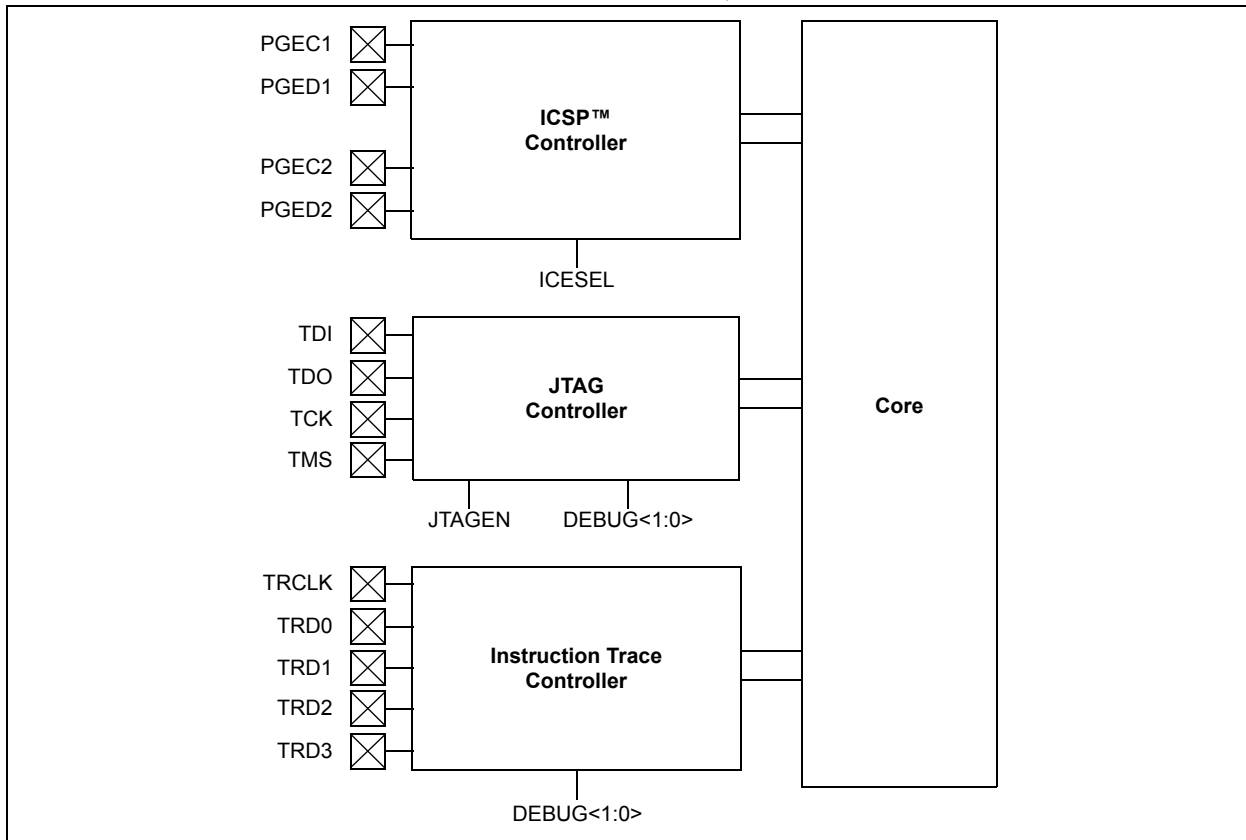 PGEC1
PGED1
PGEC2
PGED2
ICSP™
Controller
ICESEL
TDI
TDO
TCK
TMS
JTAG
Controller
JTAGEN
DEBUG<1:0>
Core
TRCLK
TRD0
TRD1
TRD2
TRD3
Instruction Trace
Controller
DEBUG<1:0>